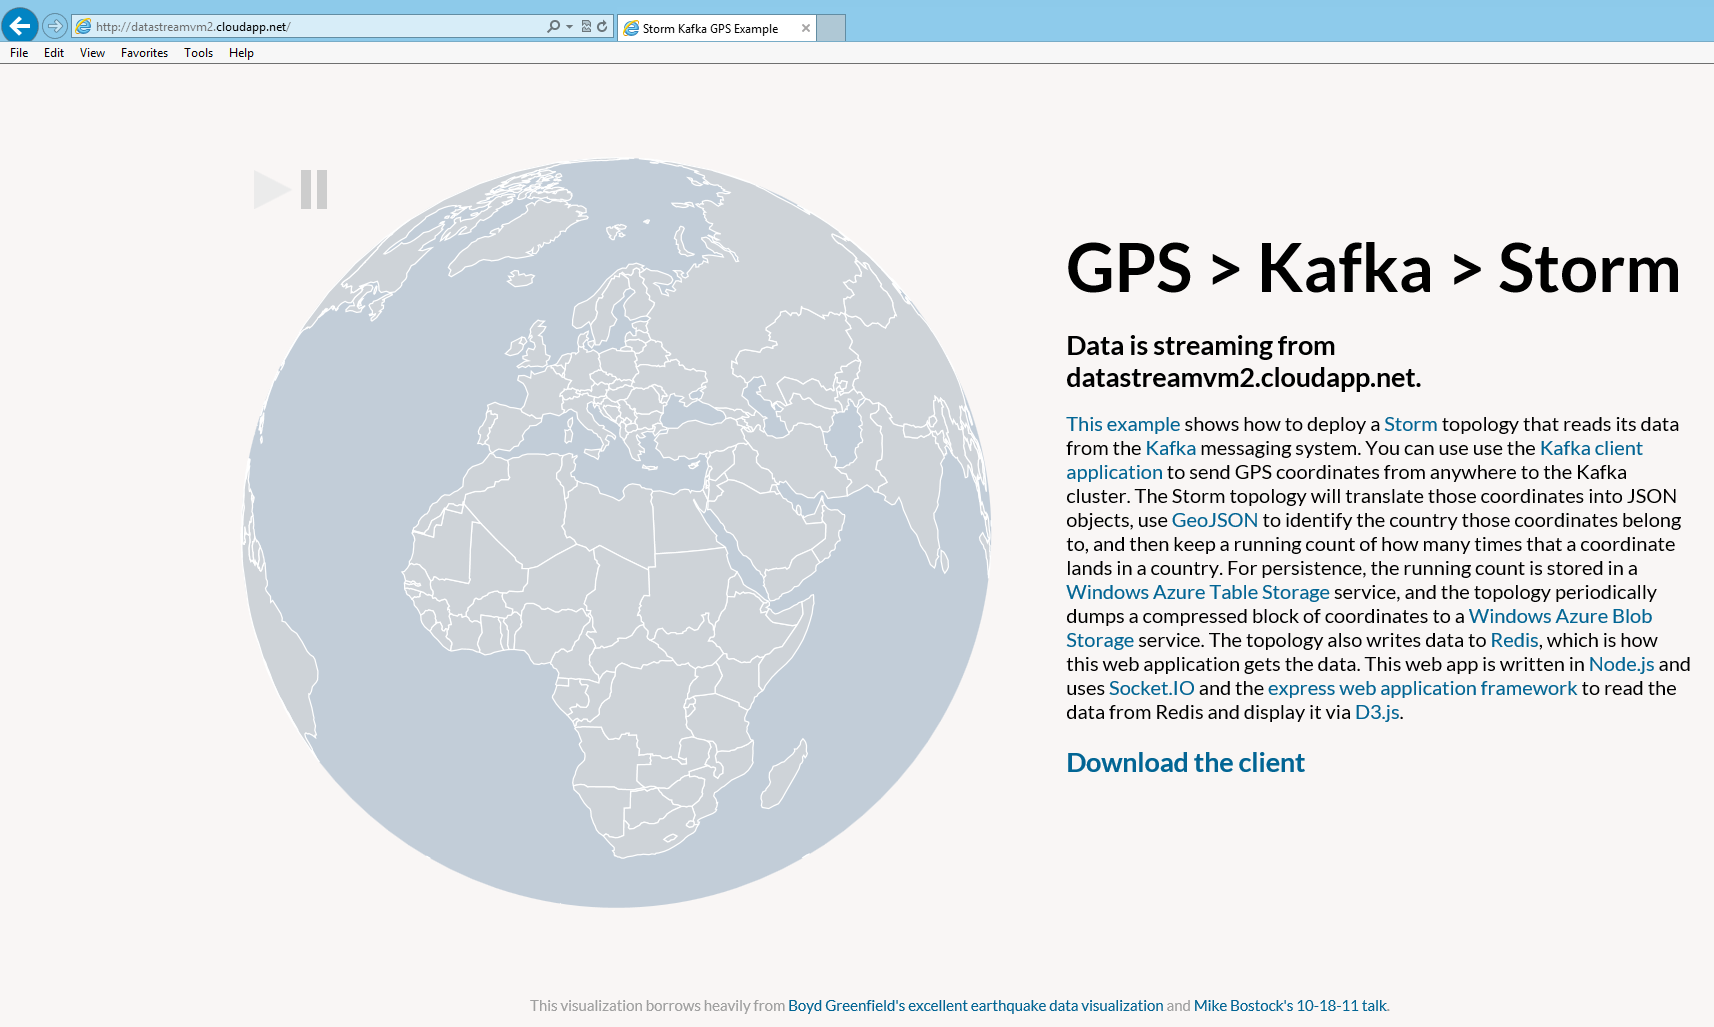 http://datastreamvm2.cloudapp.net/
Storm Kafka GPS Example
File Edit View Favorites Tools Help
GPS > Kafka > Storm
Data is streaming from
datastreamvm2.cloudapp.net.
This example shows how to deploy a Storm topology that reads its data
from the Kafka messaging system. You can use use the Kafka client
application to send GPS coordinates from anywhere to the Kafka
cluster. The Storm topology will translate those coordinates into JSON
objects, use GeoJSON to identify the country those coordinates belong
to, and then keep a running count of how many times that a coordinate
lands in a country. For persistence, the running count is stored in a
Windows Azure Table Storage service, and the topology periodically
dumps a compressed block of coordinates to a Windows Azure Blob
Storage service. The topology also writes data to Redis, which is how
this web application gets the data. This web app is written in Node.js and
uses Socket.IO and the express web application framework to read the
data from Redis and display it via D3.js.
Download the client
This visualization borrows heavily from Boyd Greenfield's excellent earthquake data visualization and Mike Bostock's 10-18-11 talk.